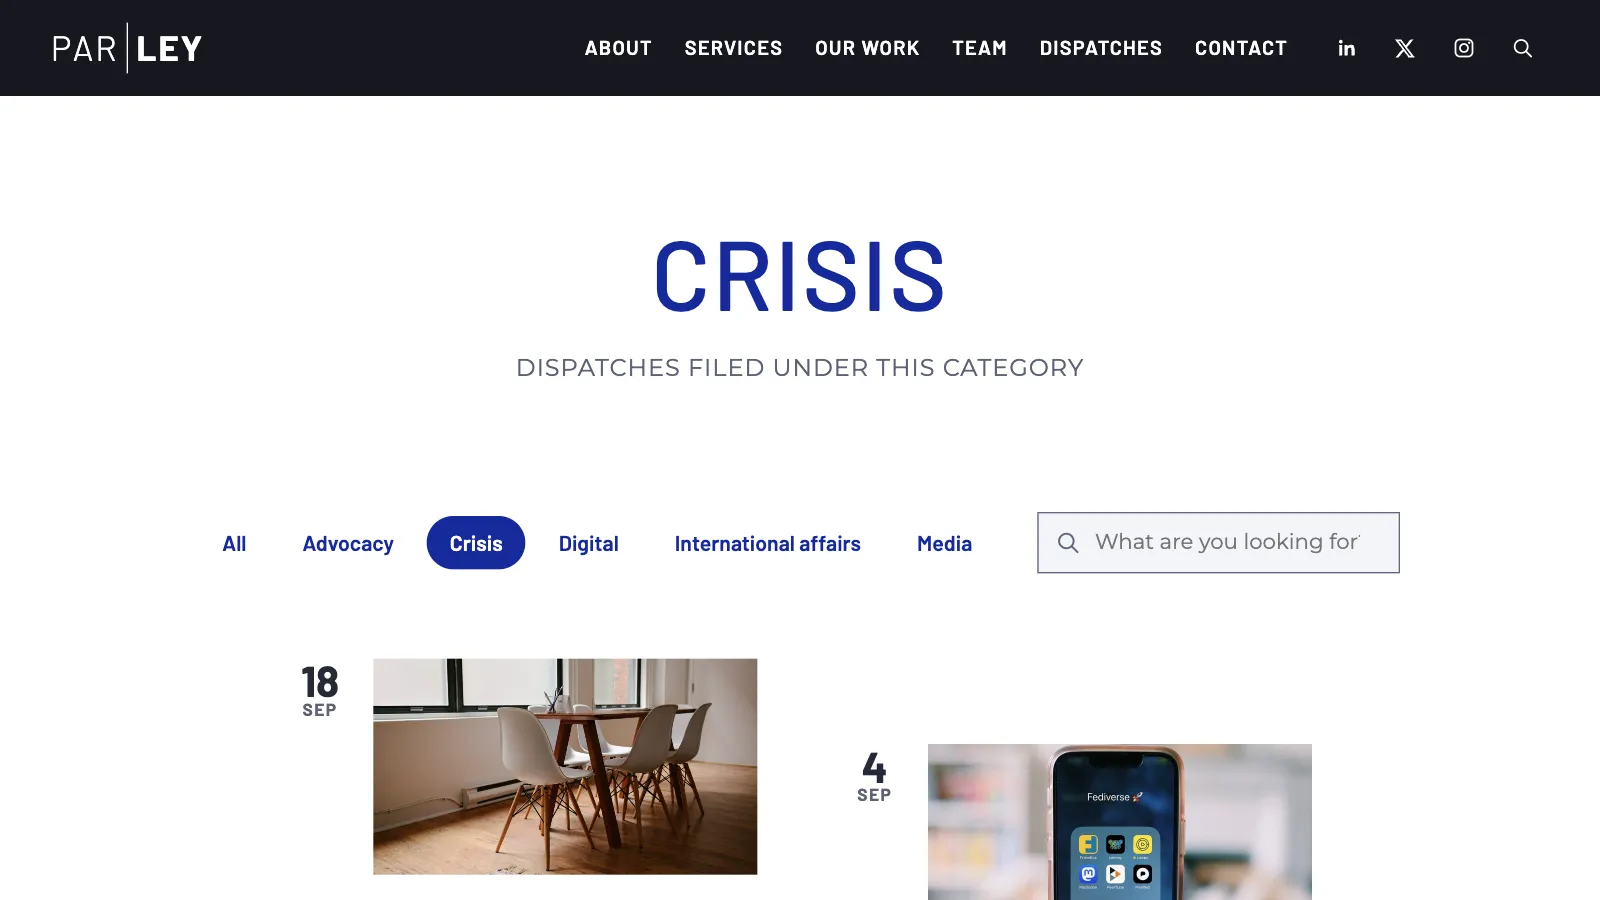 PAR|LEY
ABOUT SERVICES OUR WORK TEAM DISPATCHES CONTACT
CRISIS
DISPATCHES FILED UNDER THIS CATEGORY
All Advocacy Crisis Digital International affairs Media
What are you looking for
18
SEP
4
SEP
Fediverse 🚀